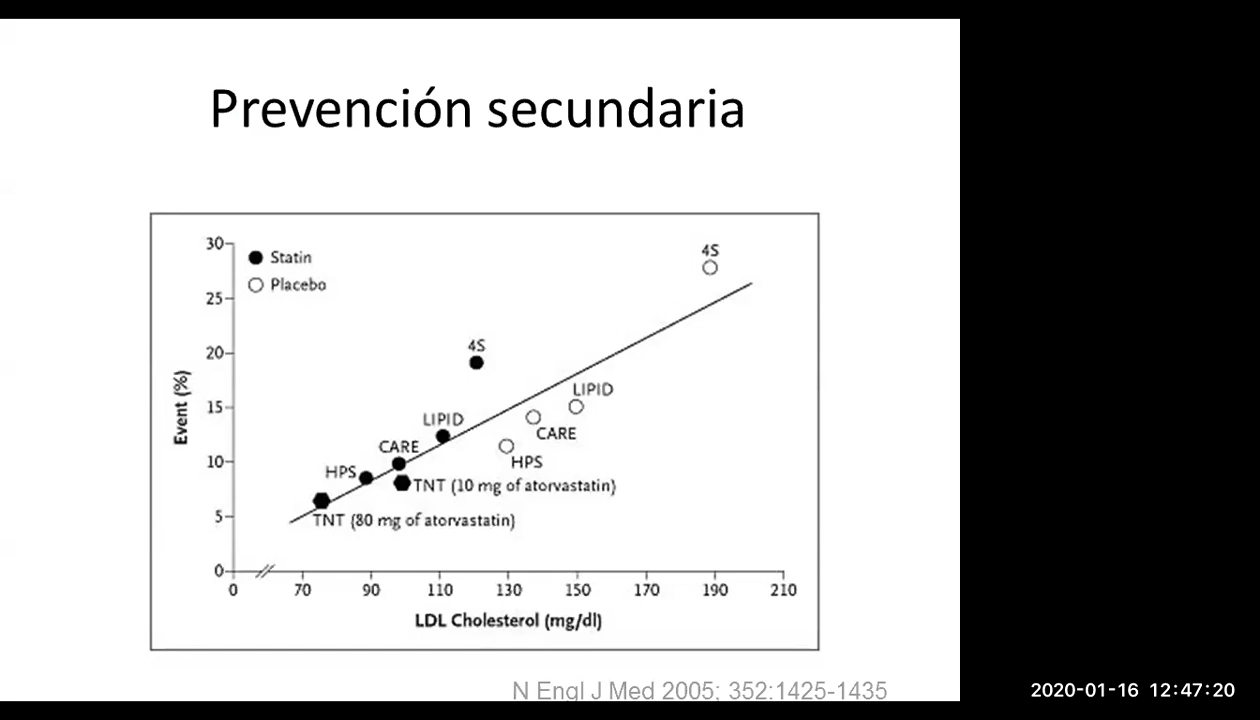 Prevención secundaria
30
25
20
15
10
5
0
Event (%)
Statin
Placebo
4S
4S
LIPID
LIPID
CARE
CARE
HPS
HPS
TNT (10 mg of atorvastatin)
TNT (80 mg of atorvastatin)
0 70 90 110 130 150 170 190 210
LDL Cholesterol (mg/dl)
N Engl J Med 2005; 352:1425-1435
2020-01-16 12:47:20